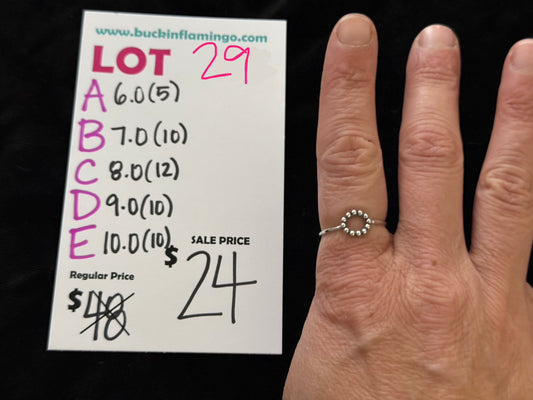 www.buckinflamingo.com
LOT 29
A 6.0(5)
B 7.0(10)
C 8.0(12)
D 9.0(10)
E 10.0(10)
SALE PRICE
$24
Regular Price
$48